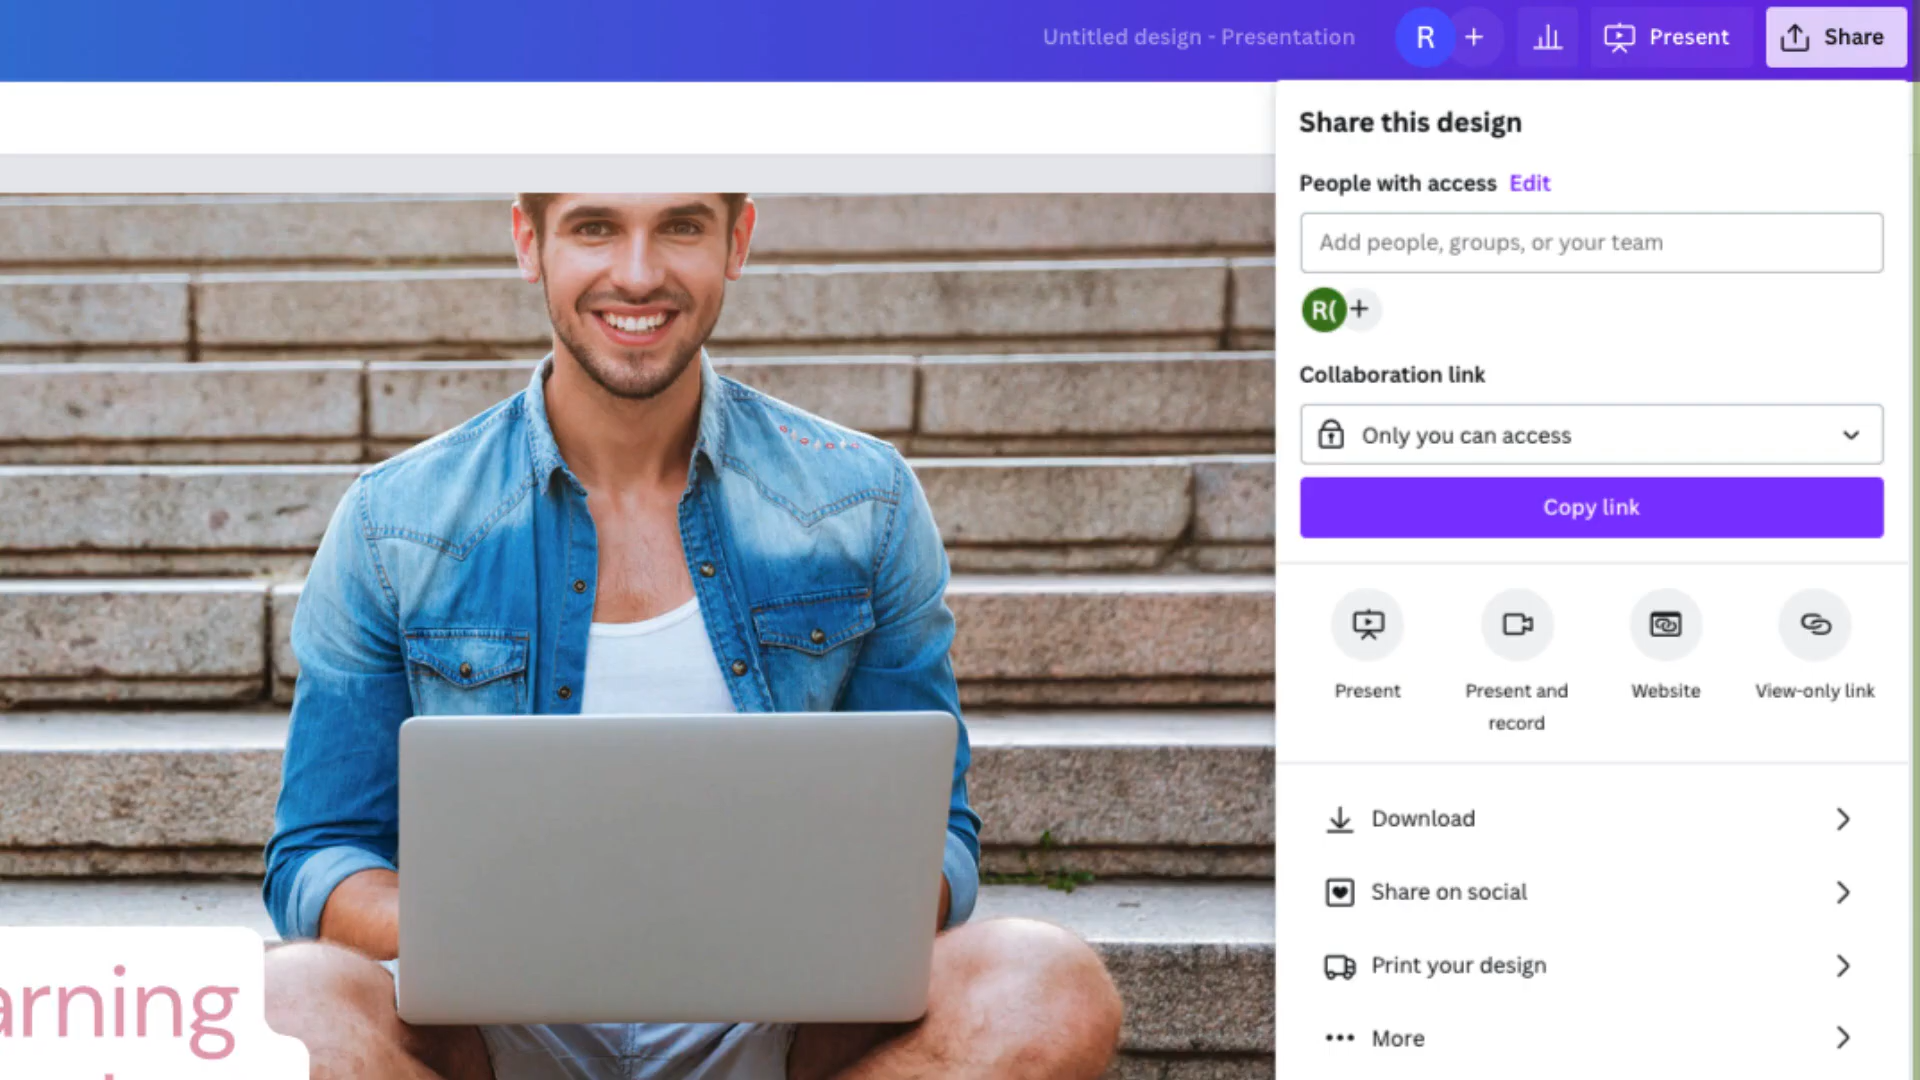 Untitled design - Presentation
R
+
Present
Share
Share this design
People with access Edit
Add people, groups, or your team
R(
+
Collaboration link
Only you can access
Copy link
Present
Present and
record
Website
View-only link
Download
Share on social
Print your design
More
arning